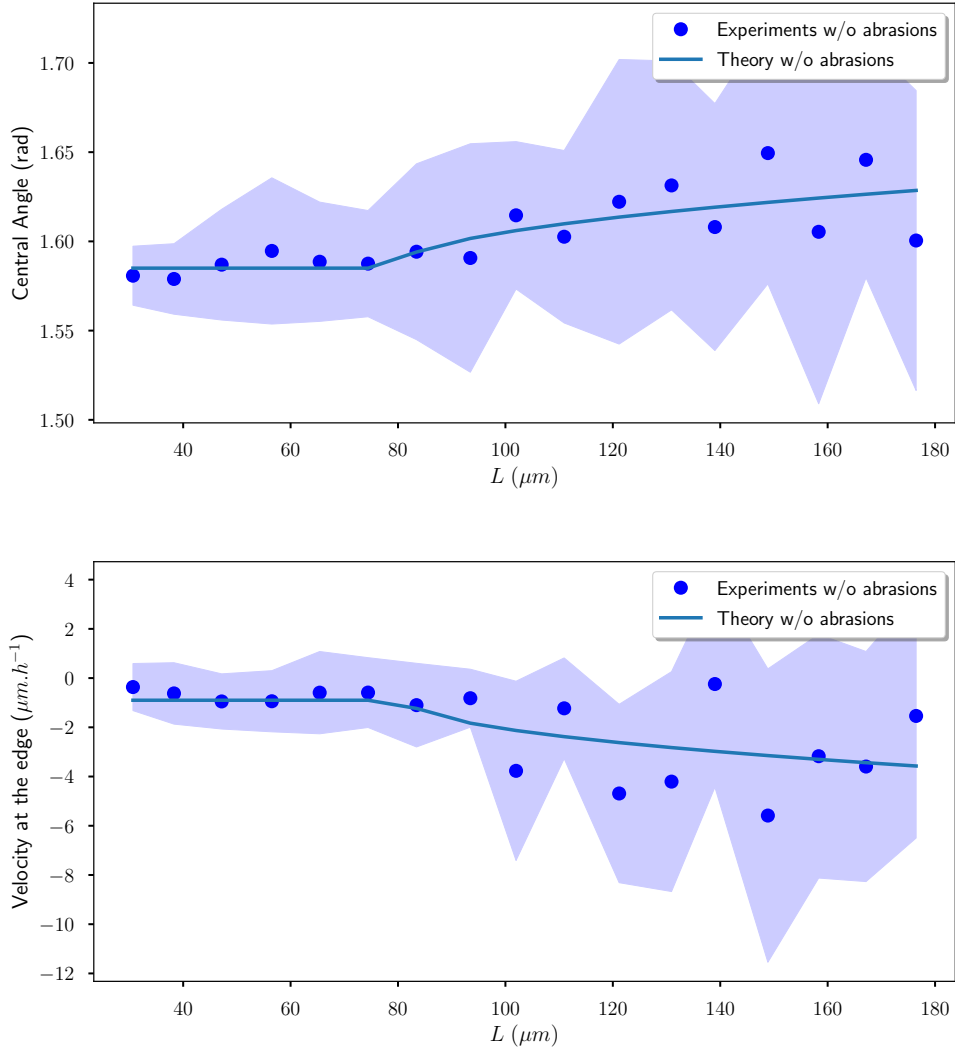 Experiments w/o abrasions
Theory w/o abrasions
Central Angle (rad)
1.70
1.65
1.60
1.55
1.50
40 60 80 100 120 140 160 180
L (μm)
Experiments w/o abrasions
Theory w/o abrasions
Velocity at the edge (μm.h⁻¹)
4
2
0
−2
−4
−6
−8
−10
−12
40 60 80 100 120 140 160 180
L (μm)